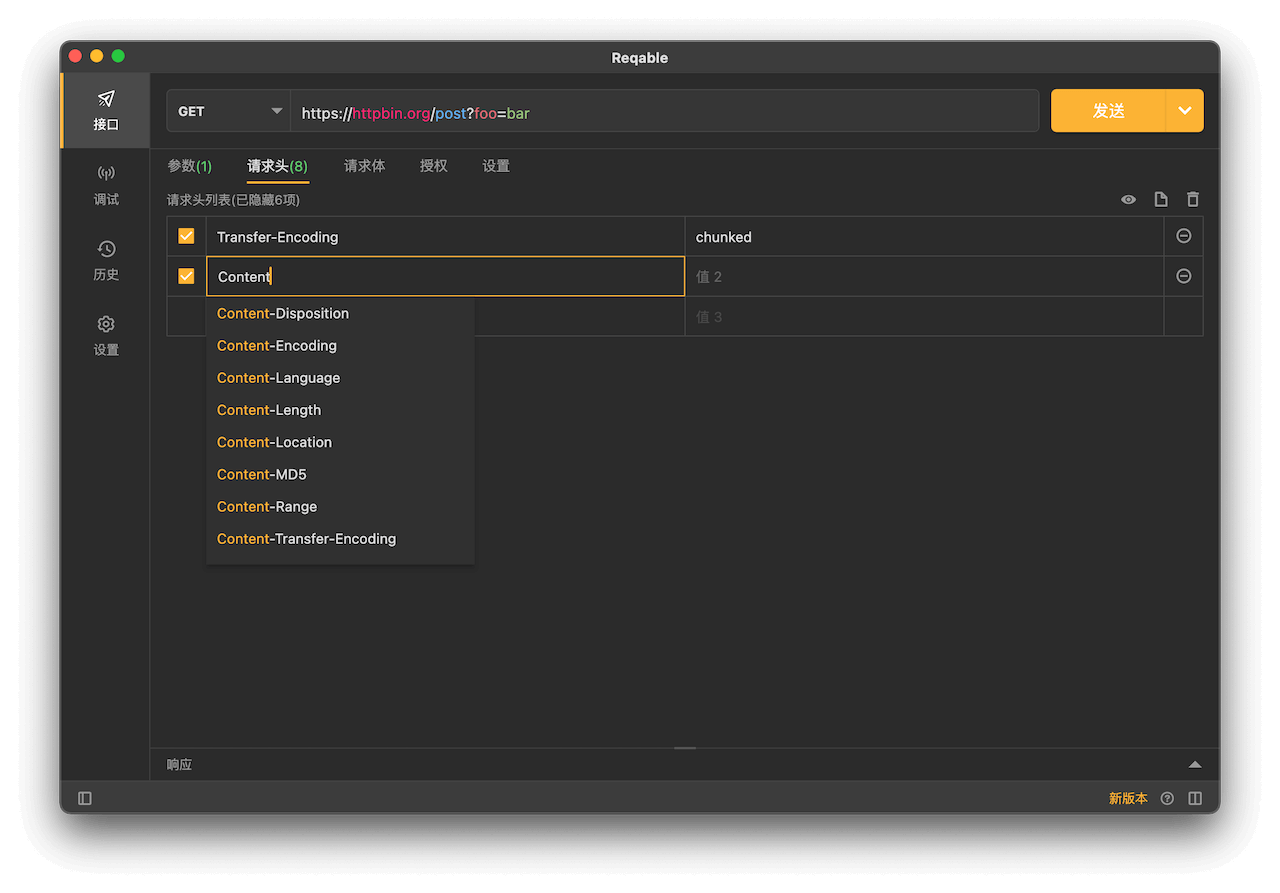 Reqable
接口
调试
历史
设置
GET https://httpbin.org/post?foo=bar 发送
参数(1) 请求头(8) 请求体 授权 设置
请求头列表(已隐藏6项)
Transfer-Encoding chunked
Content 值 2
值 3
Content-Disposition
Content-Encoding
Content-Language
Content-Length
Content-Location
Content-MD5
Content-Range
Content-Transfer-Encoding
响应
新版本